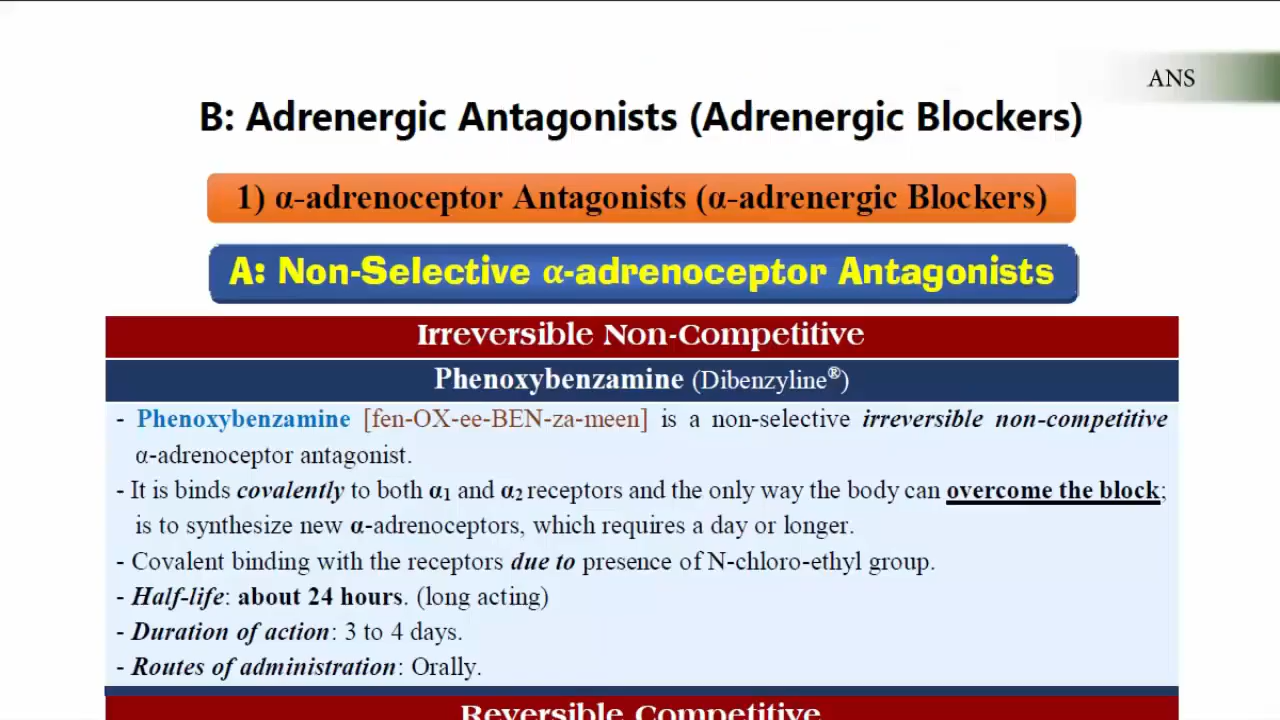 ANS
B: Adrenergic Antagonists (Adrenergic Blockers)
1) α-adrenoceptor Antagonists (α-adrenergic Blockers)
A: Non-Selective α-adrenoceptor Antagonists
Irreversible Non-Competitive
Phenoxybenzamine (Dibenzyline®)
- Phenoxybenzamine [fen-OX-ee-BEN-za-meen] is a non-selective irreversible non-competitive
α-adrenoceptor antagonist.
- It is binds covalently to both α₁ and α₂ receptors and the only way the body can overcome the block;
is to synthesize new α-adrenoceptors, which requires a day or longer.
- Covalent binding with the receptors due to presence of N-chloro-ethyl group.
- Half-life: about 24 hours. (long acting)
- Duration of action: 3 to 4 days.
- Routes of administration: Orally.
Reversible Competitive